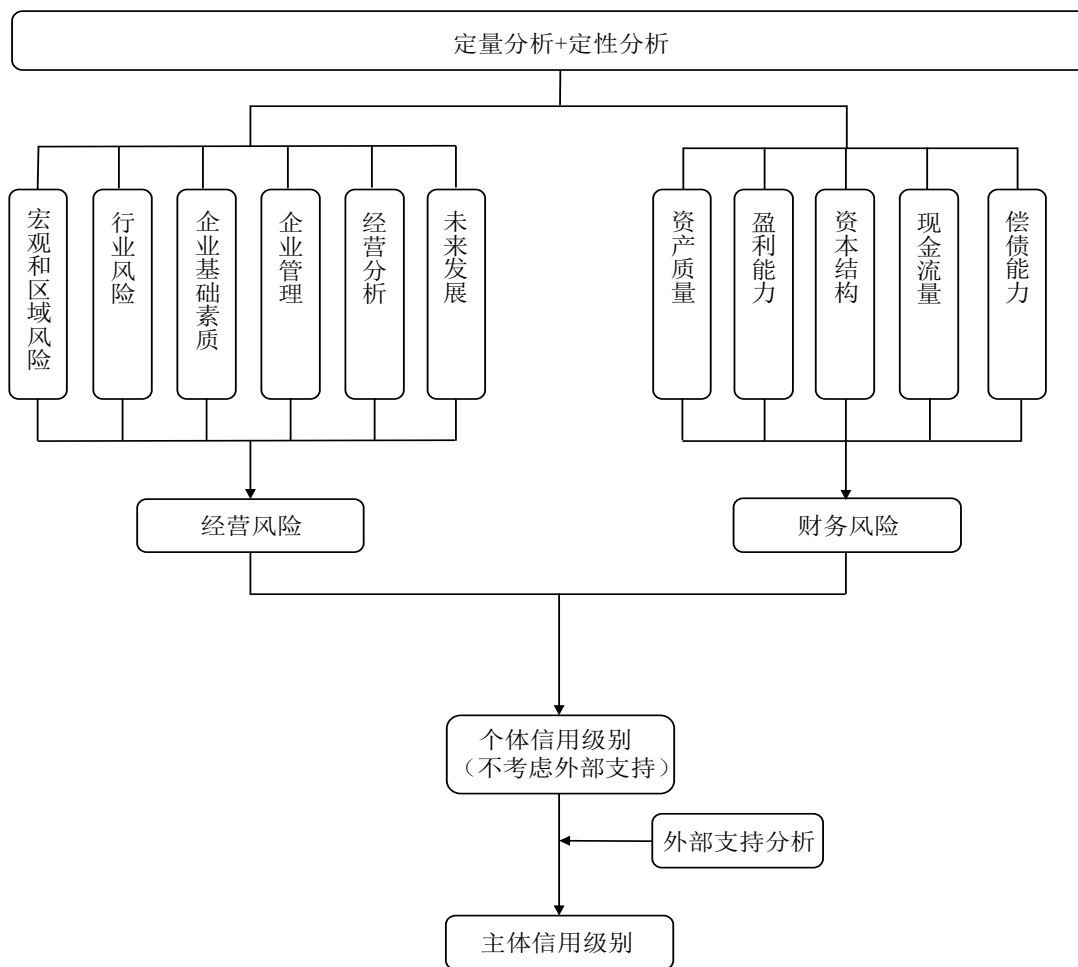 定量分析+定性分析
宏观和区域风险
行业风险
企业基础素质
企业管理
经营分析
未来发展
资产质量
盈利能力
资本结构
现金流量
偿债能力
经营风险
财务风险
个体信用级别
（不考虑外部支持）
外部支持分析
主体信用级别